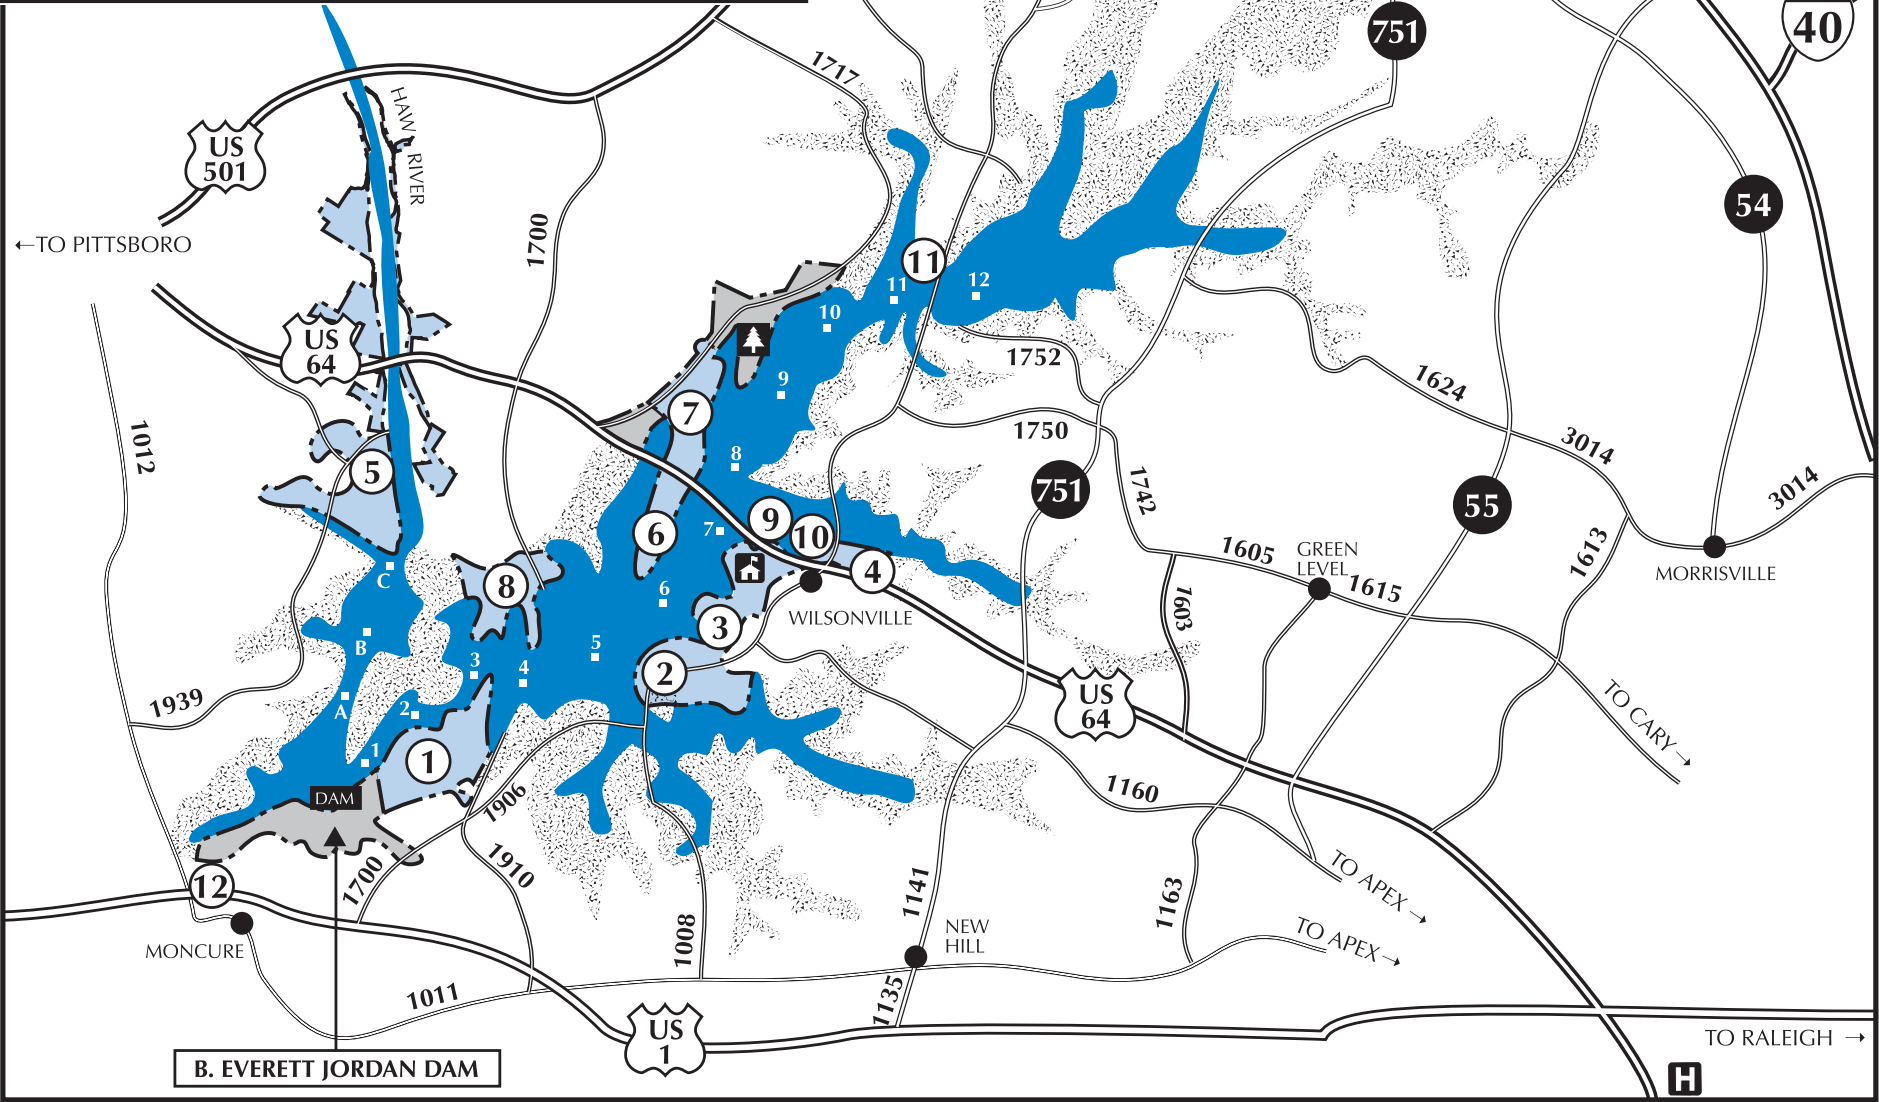 751
40
1717
HAW
RIVER
US
501
54
←TO PITTSBORO
1700
11
11
12
10
US
64
1752
9
1624
7
1012
1750
3014
8
5
1742
3014
751
55
9
7
6
10
1605
GREEN
LEVEL
1613
MORRISVILLE
C
8
4
1615
6
1603
WILSONVILLE
3
B
5
3
4
2
1939
A
2
US
64
TO CARY→
1
1
DAM
1160
1906
1700
1910
TO APEX →
12
1141
1163
MONCURE
1008
NEW
HILL
TO APEX →
1011
1135
US
1
TO RALEIGH →
B. EVERETT JORDAN DAM
H